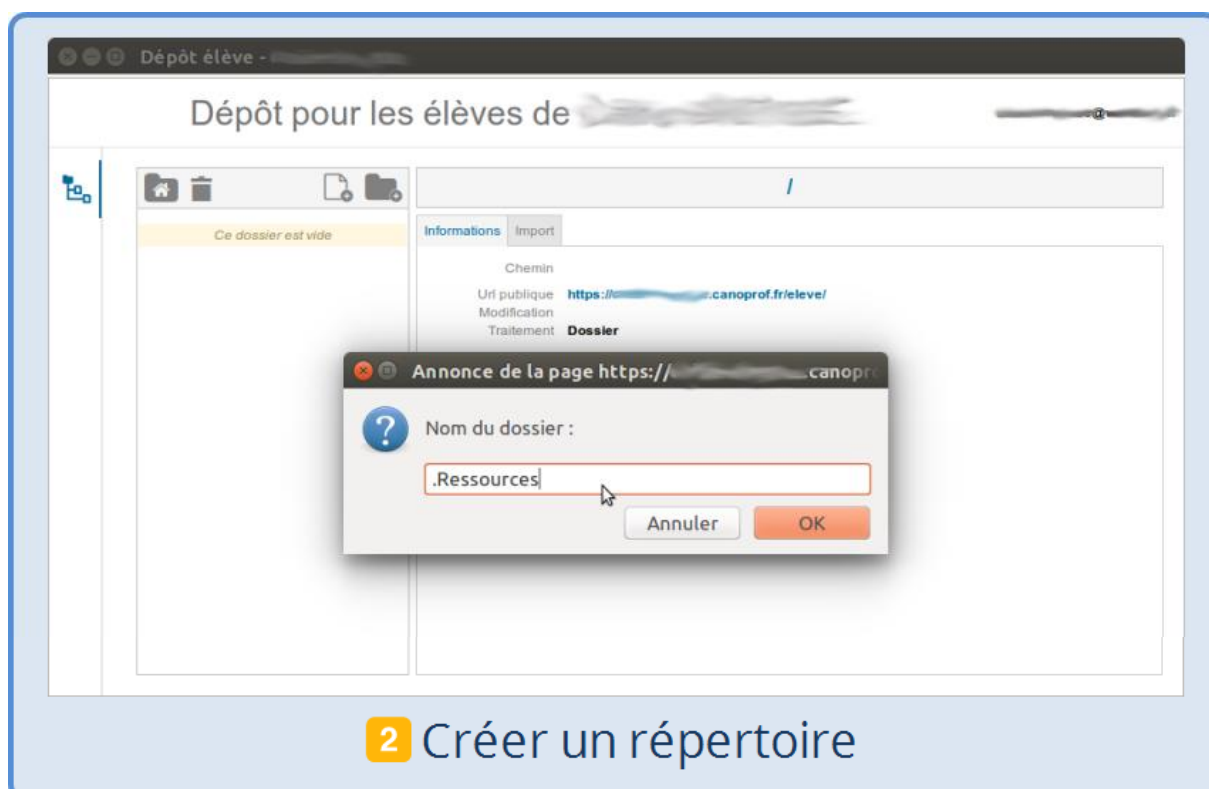 Dépôt élève -
Dépôt pour les élèves de
@
/
Ce dossier est vide
Informations Import
Chemin
Url publique https:// .canoprof.fr/eleve/
Modification
Traitement Dossier
Annonce de la page https:// .canopr
Nom du dossier :
.Ressources
Annuler OK
2 Créer un répertoire